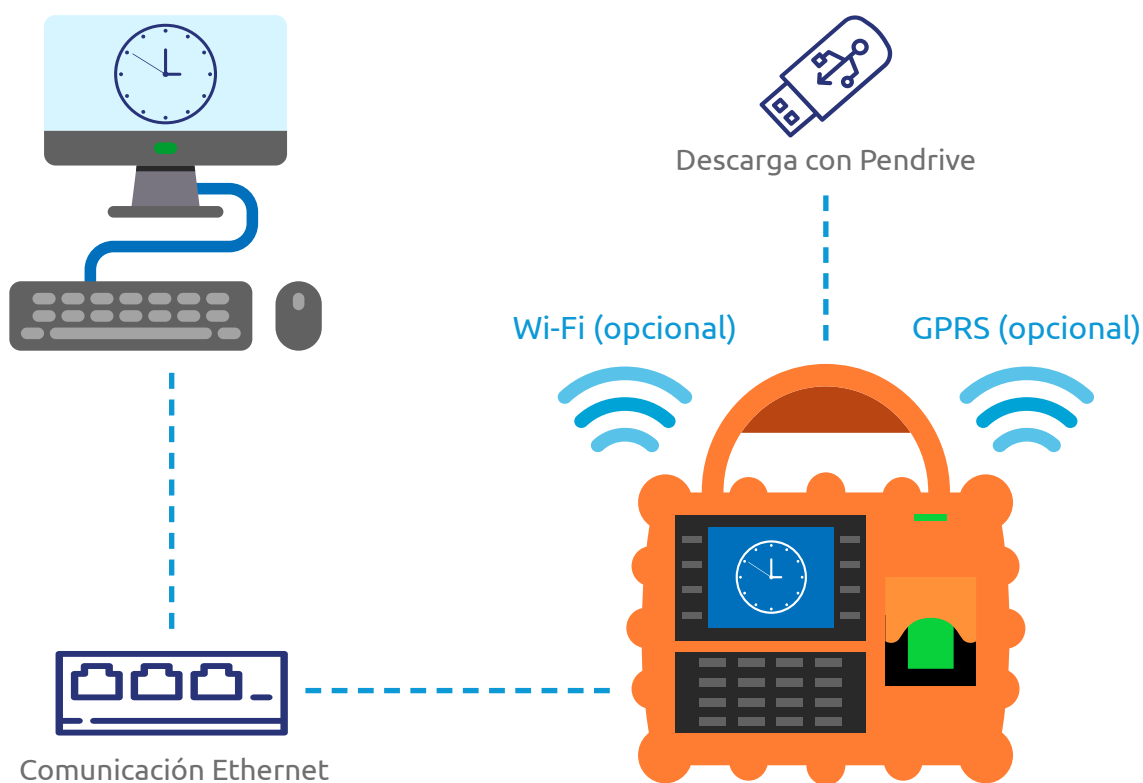 Descarga con Pendrive
Wi-Fi (opcional)
GPRS (opcional)
Comunicación Ethernet